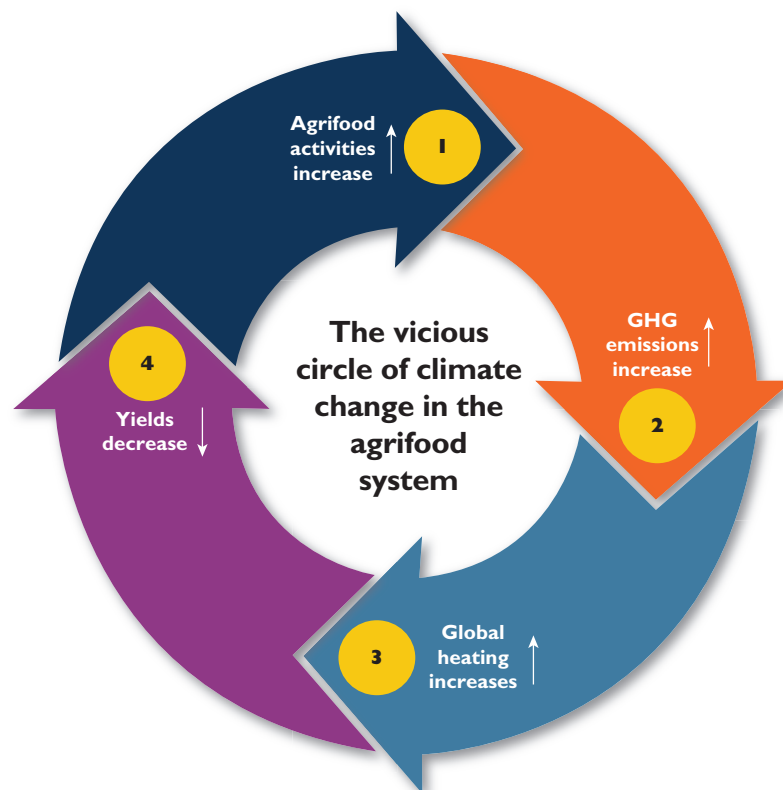 Agrifood
activities
increase
1
GHG
emissions
increase
2
Global
heating
increases
3
4
Yields
decrease
The vicious
circle of climate
change in the
agrifood
system